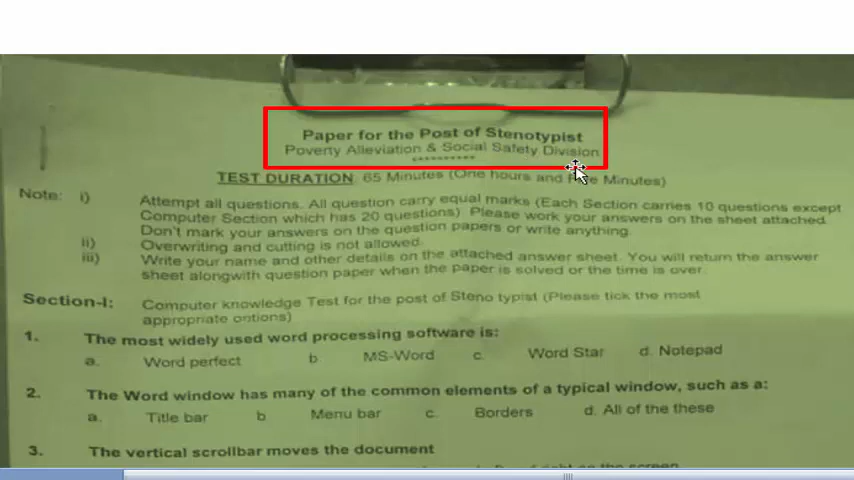 Paper for the Post of Stenotypist
Poverty Alleviation & Social Safety Division
**********
TEST DURATION 65 Minutes (One hours and Five Minutes)
Note: i) Attempt all questions. All question carry equal marks (Each Section carries 10 questions except
Computer Section which has 20 questions) Please work your answers on the sheet attached.
Don't mark your answers on the question papers or write anything.
ii) Overwriting and cutting is not allowed.
iii) Write your name and other details on the attached answer sheet. You will return the answer
sheet alongwith question paper when the paper is solved or the time is over.
Section-I: Computer knowledge Test for the post of Steno typist (Please tick the most
appropriate options)
1. The most widely used word processing software is:
a. Word perfect b MS-Word c. Word Star d. Notepad
2. The Word window has many of the common elements of a typical window, such as a:
a. Title bar b Menu bar c. Borders d. All of the these
3. The vertical scrollbar moves the document
right on the screen